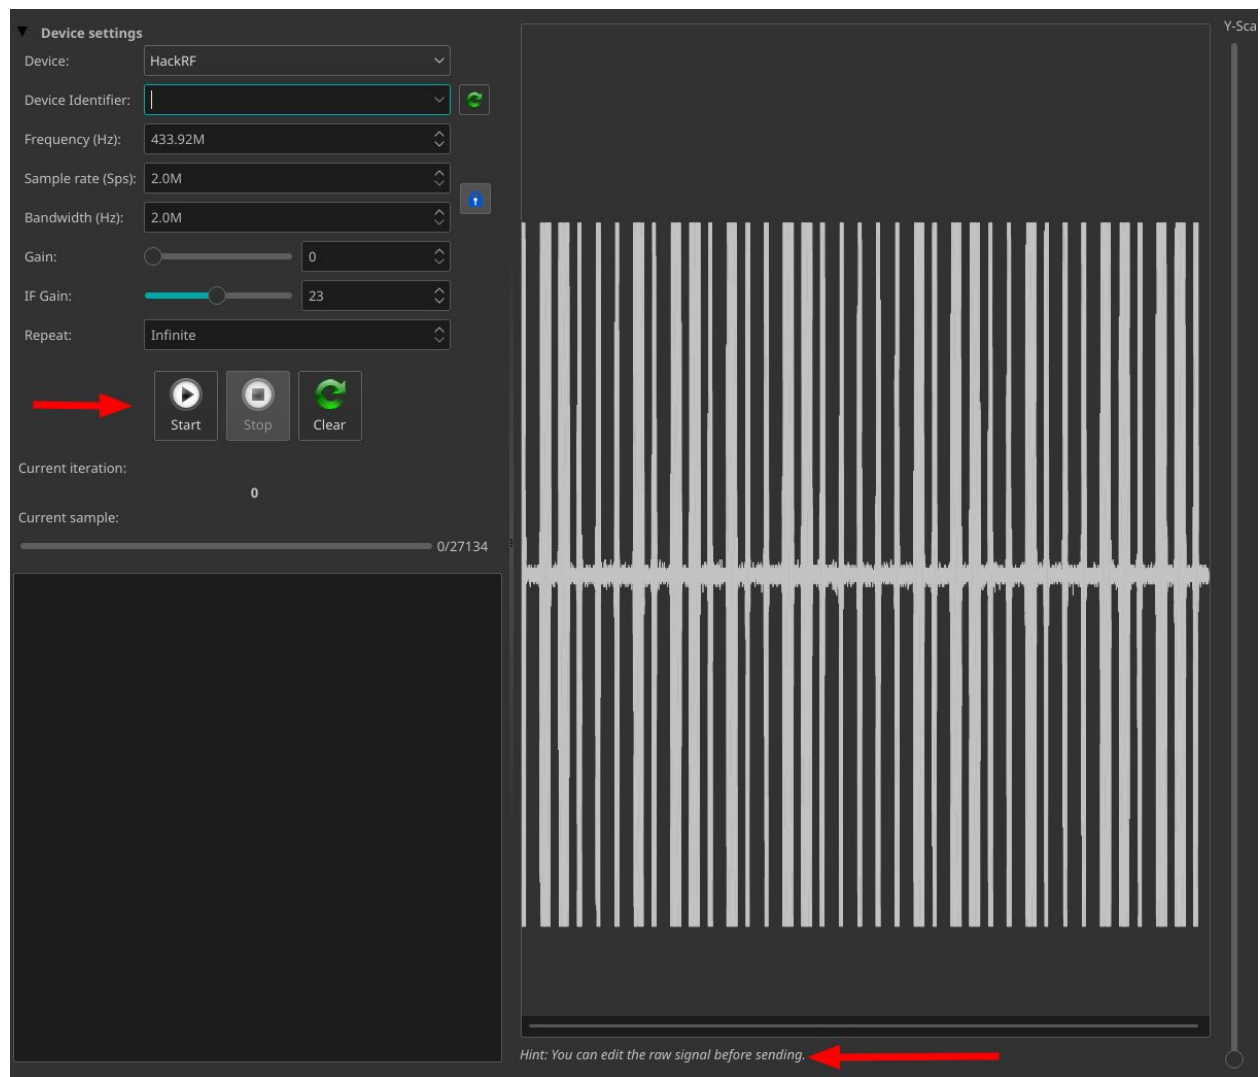 Device settings
Device: HackRF
Device Identifier:
Frequency (Hz): 433.92M
Sample rate (Sps): 2.0M
Bandwidth (Hz): 2.0M
Gain: 0
IF Gain: 23
Repeat: Infinite
Start Stop Clear
Current iteration:
0
Current sample:
0/27134
Y-Sca
Hint: You can edit the raw signal before sending.